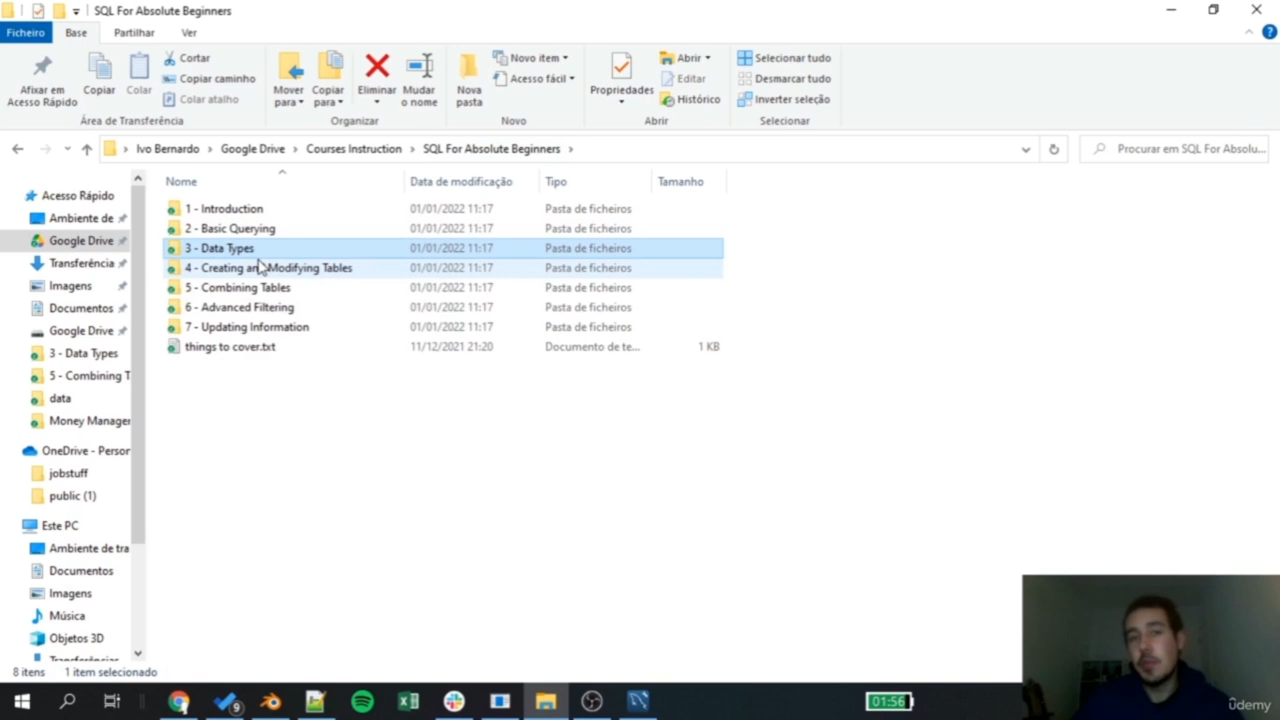 SQL For Absolute Beginners
Ficheiro Base Partilhar Ver
Afixar em Acesso Rápido
Copiar
Colar
Cortar
Copiar caminho
Colar atalho
Área de Transferência
Mover para
Copiar para
Eliminar
Mudar o nome
Organizar
Nova pasta
Novo item
Acesso fácil
Novo
Propriedades
Abrir
Editar
Histórico
Abrir
Selecionar tudo
Desmarcar tudo
Inverter seleção
Selecionar
Ivo Bernardo > Google Drive > Courses Instruction > SQL For Absolute Beginners >
Procurar em SQL For Absolu...
Nome Data de modificação Tipo Tamanho
1 - Introduction 01/01/2022 11:17 Pasta de ficheiros
2 - Basic Querying 01/01/2022 11:17 Pasta de ficheiros
3 - Data Types 01/01/2022 11:17 Pasta de ficheiros
4 - Creating and Modifying Tables 01/01/2022 11:17 Pasta de ficheiros
5 - Combining Tables 01/01/2022 11:17 Pasta de ficheiros
6 - Advanced Filtering 01/01/2022 11:17 Pasta de ficheiros
7 - Updating Information 01/01/2022 11:17 Pasta de ficheiros
things to cover.txt 11/12/2021 21:20 Documento de te... 1 KB
Acesso Rápido
Ambiente de
Google Drive
Transferência
Imagens
Documentos
Google Drive
3 - Data Types
5 - Combining T
data
Money Manager
OneDrive - Person
jobstuff
public (1)
Este PC
Ambiente de tra
Documentos
Imagens
Música
Objetos 3D
Transferências
8 itens 1 item selecionado
9
01:56
ûdemy